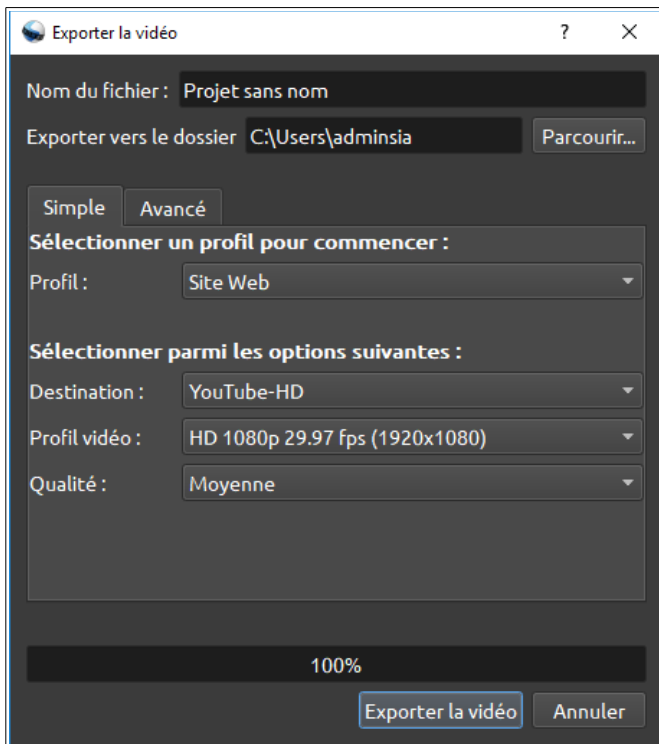 Exporter la vidéo ? ×
Nom du fichier : Projet sans nom
Exporter vers le dossier C:\Users\adminsia Parcourir...
Simple Avancé
Sélectionner un profil pour commencer :
Profil : Site Web
Sélectionner parmi les options suivantes :
Destination : YouTube-HD
Profil vidéo : HD 1080p 29.97 fps (1920x1080)
Qualité : Moyenne
100%
Exporter la vidéo Annuler